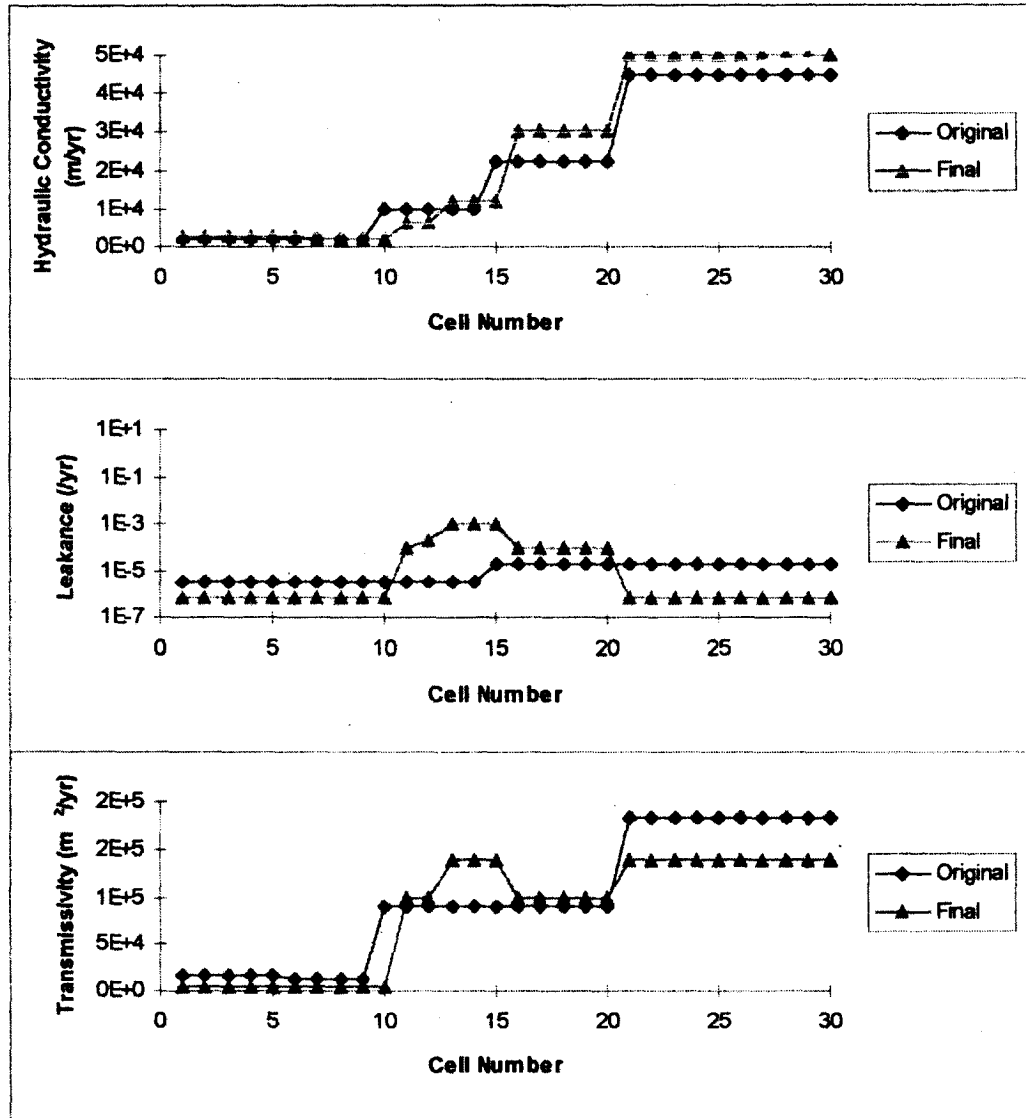 Hydraulic Conductivity
(m/yr)
5E+4
4E+4
3E+4
2E+4
1E+4
0E+0
0 5 10 15 20 25 30
Cell Number
Original
Final
Leakance (/yr)
1E+1
1E-1
1E-3
1E-5
1E-7
0 5 10 15 20 25 30
Cell Number
Original
Final
Transmissivity (m ²/yr)
2E+5
2E+5
1E+5
5E+4
0E+0
0 5 10 15 20 25 30
Cell Number
Original
Final